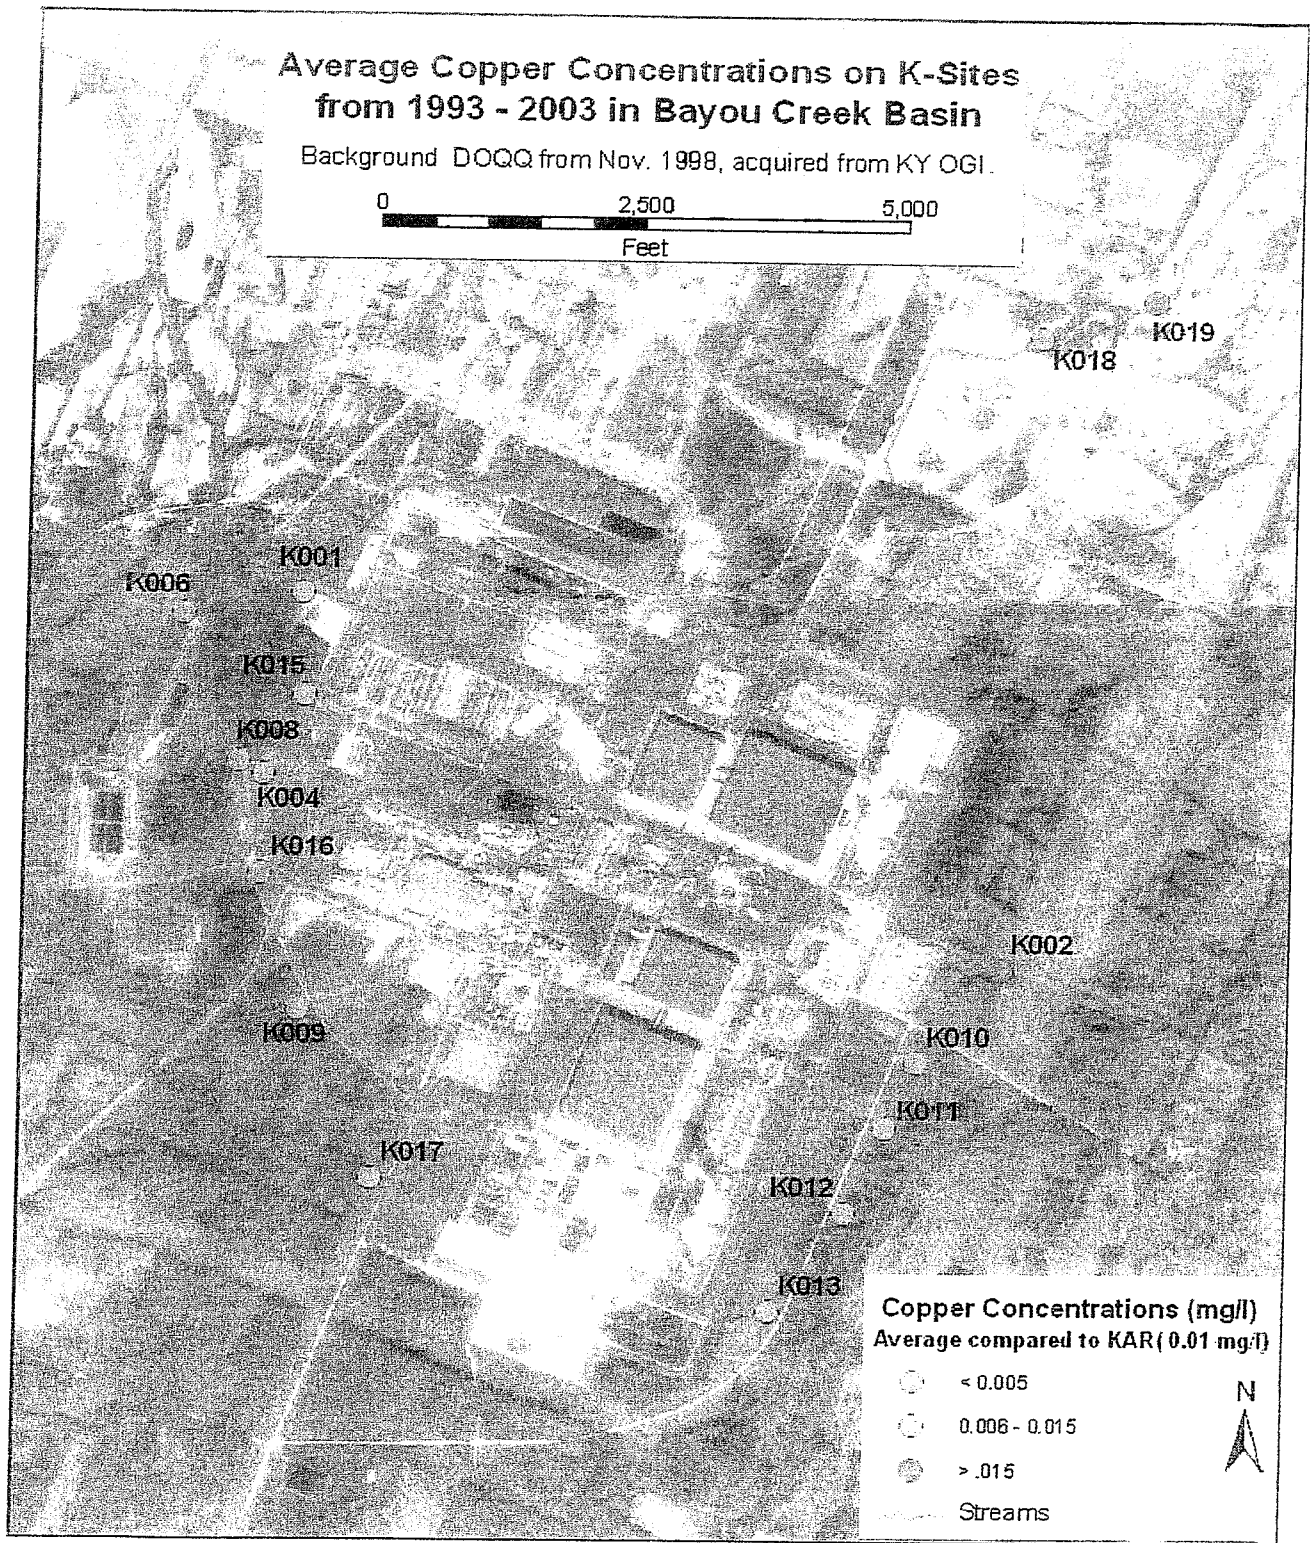 Average Copper Concentrations on K-Sites
from 1993 - 2003 in Bayou Creek Basin
Background DOQQ from Nov. 1998, acquired from KY OGI.
0 2,500 5,000
Feet
K019
K018
K001
K006
K015
K008
K004
K016
K002
K009
K010
K011
K017
K012
K013
Copper Concentrations (mg/l)
Average compared to KAR( 0.01 mg/l)
< 0.005
0.006 - 0.015
> .015
Streams
N